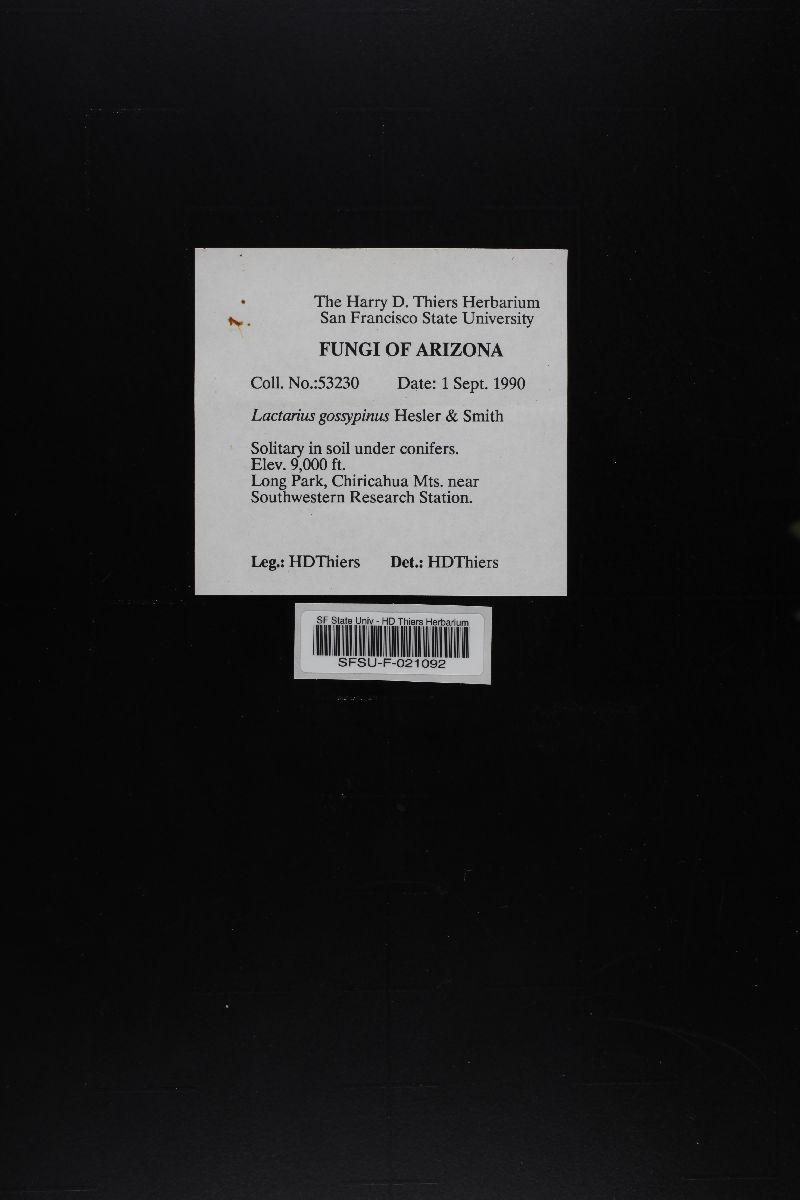 The Harry D. Thiers Herbarium
San Francisco State University
FUNGI OF ARIZONA
Coll. No.:53230 Date: 1 Sept. 1990
Lactarius gossypinus Hesler & Smith
Solitary in soil under conifers.
Elev. 9,000 ft.
Long Park, Chiricahua Mts. near
Southwestern Research Station.
Leg.: HDThiers Det.: HDThiers
SF State Univ - HD Thiers Herbarium
SFSU-F-021092